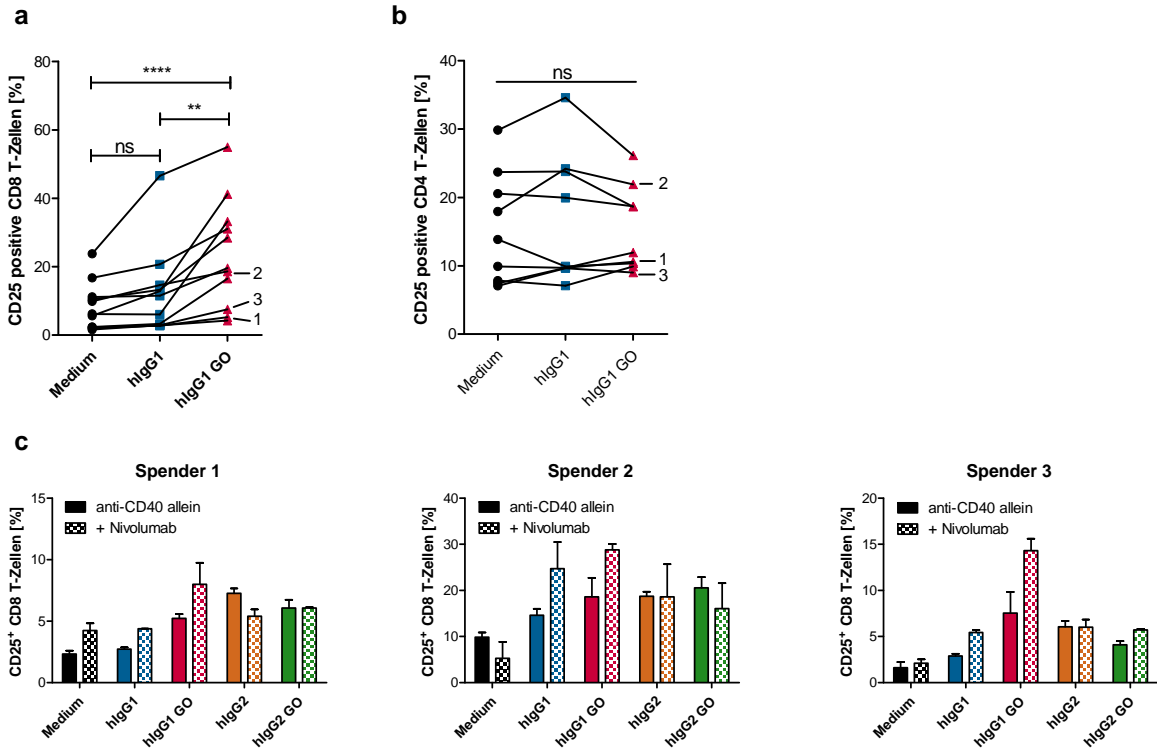 a
CD25 positive CD8 T-Zellen [%]
80
60
40
20
0
****
**
ns
2
3
1
Medium
hIgG1
hIgG1 GO
b
CD25 positive CD4 T-Zellen [%]
40
30
20
10
0
ns
2
1
3
Medium
hIgG1
hIgG1 GO
c
Spender 1
CD25+ CD8 T-Zellen [%]
15
10
5
0
anti-CD40 allein
+ Nivolumab
Medium
hIgG1
hIgG1 GO
hIgG2
hIgG2 GO
Spender 2
CD25+ CD8 T-Zellen [%]
40
30
20
10
0
anti-CD40 allein
+ Nivolumab
Medium
hIgG1
hIgG1 GO
hIgG2
hIgG2 GO
Spender 3
CD25+ CD8 T-Zellen [%]
20
15
10
5
0
anti-CD40 allein
+ Nivolumab
Medium
hIgG1
hIgG1 GO
hIgG2
hIgG2 GO